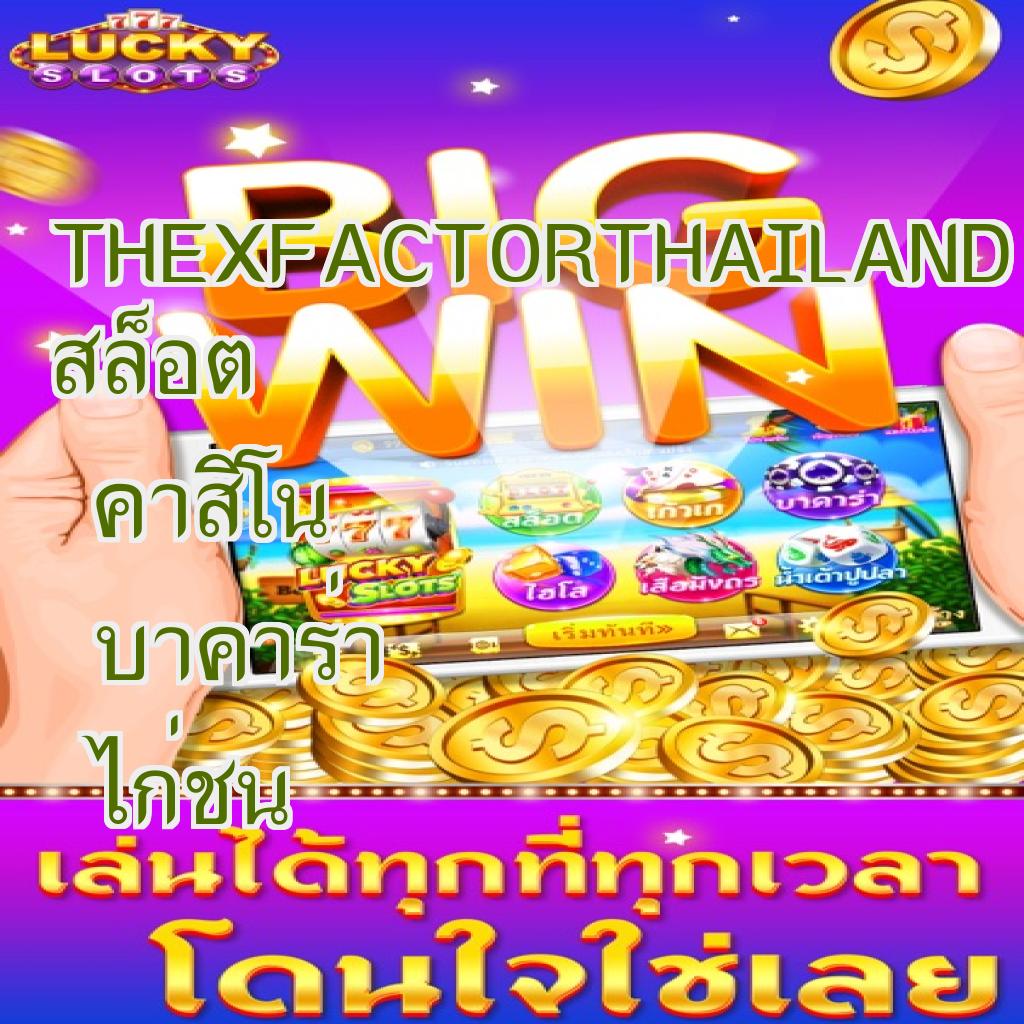 777
LUCKY
SLOTS
BIG
WIN
THEXFACTORTHAILAND
สล็อต
คาสิโน
บาคาร่า
ไก่ชน
สล็อต
เก้าเก
บาคาร่า
777
LUCKY
SLOTS
ไฮโล
เสือมังกร
น้ำเต้าปูปลา
เริ่มทันที»
เล่นได้ทุกที่ทุกเวลา
โดนใจใช่เลย